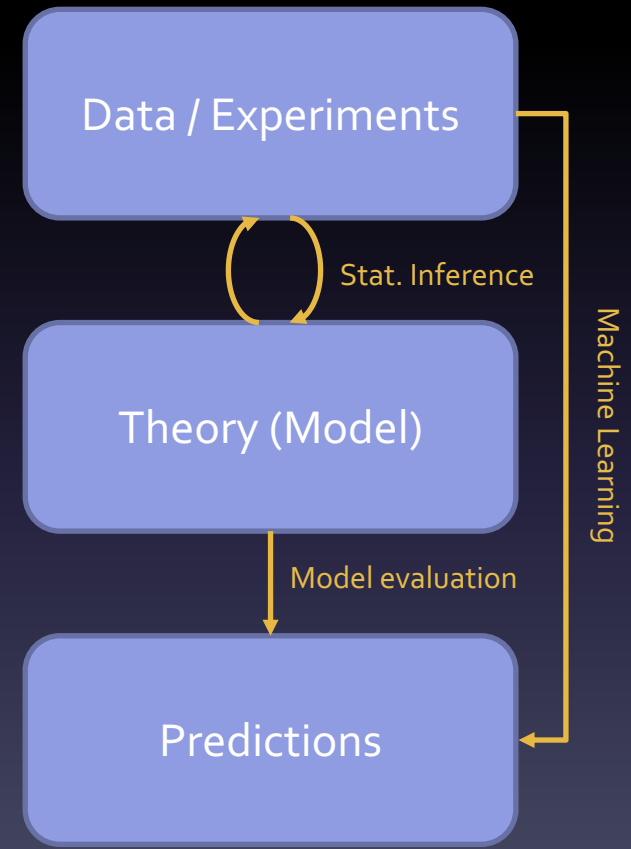 Data / Experiments
Stat. Inference
Machine Learning
Theory (Model)
Model evaluation
Predictions